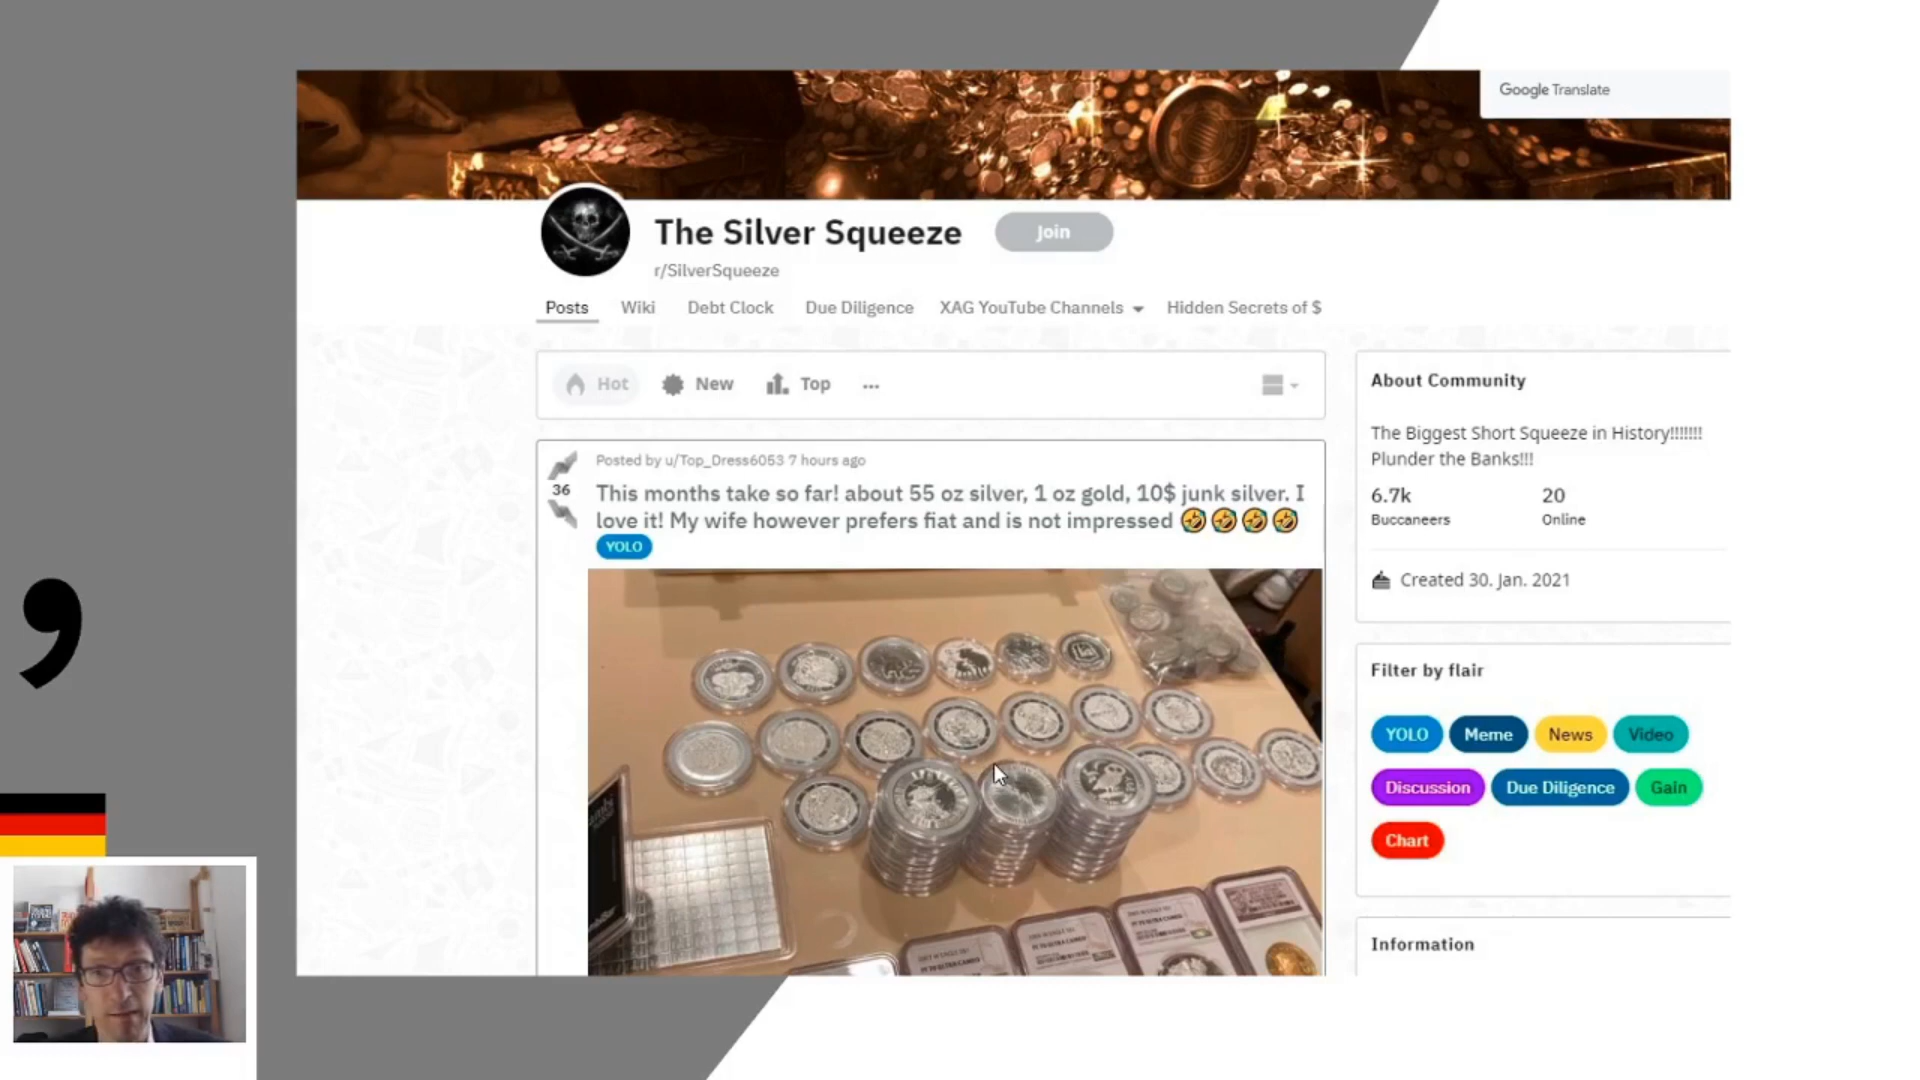 Google Translate
The Silver Squeeze
Join
r/SilverSqueeze
Posts
Wiki
Debt Clock
Due Diligence
XAG YouTube Channels
Hidden Secrets of $
Hot
New
Top
...
About Community
The Biggest Short Squeeze in History!!!!!!!
Plunder the Banks!!!
6.7k
20
Buccaneers
Online
Created 30. Jan. 2021
Posted by u/Top_Dress6053 7 hours ago
36
This months take so far! about 55 oz silver, 1 oz gold, 10$ junk silver. I
love it! My wife however prefers fiat and is not impressed 🤣🤣🤣🤣
YOLO
Filter by flair
YOLO
Meme
News
Video
Discussion
Due Diligence
Gain
Chart
Information
,